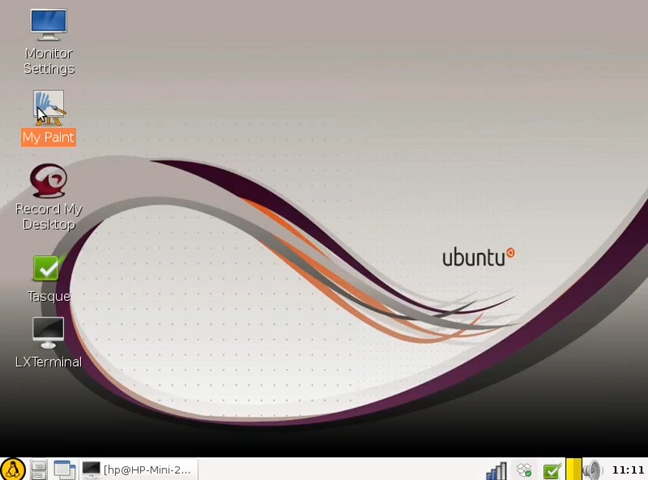 Monitor
Settings
My Paint
Record My
Desktop
Tasque
LXTerminal
ubuntu
[hp@HP-Mini-2...
11:11